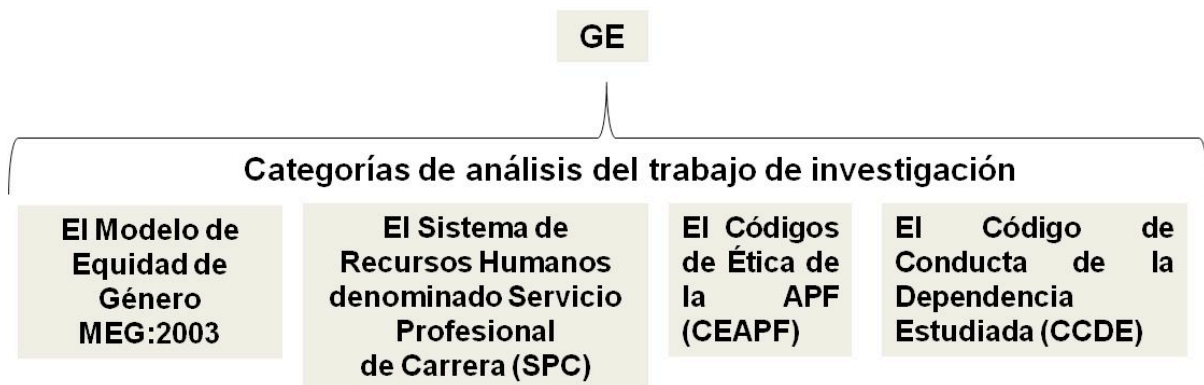 GE
Categorías de análisis del trabajo de investigación
El Modelo de
Equidad de
Género
MEG:2003
El Sistema de
Recursos Humanos
denominado Servicio
Profesional
de Carrera (SPC)
El Códigos
de Ética de
la APF
(CEAPF)
El Código de
Conducta de la
Dependencia
Estudiada (CCDE)